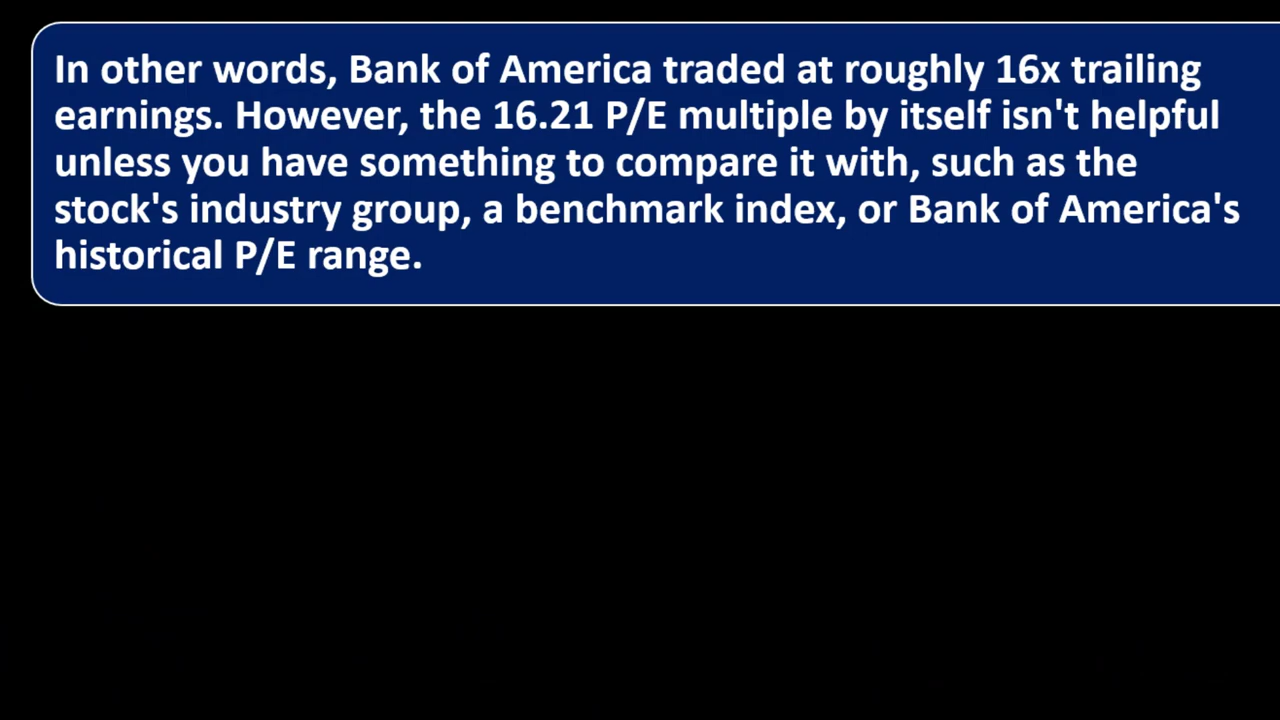 In other words, Bank of America traded at roughly 16x trailing
earnings. However, the 16.21 P/E multiple by itself isn't helpful
unless you have something to compare it with, such as the
stock's industry group, a benchmark index, or Bank of America's
historical P/E range.